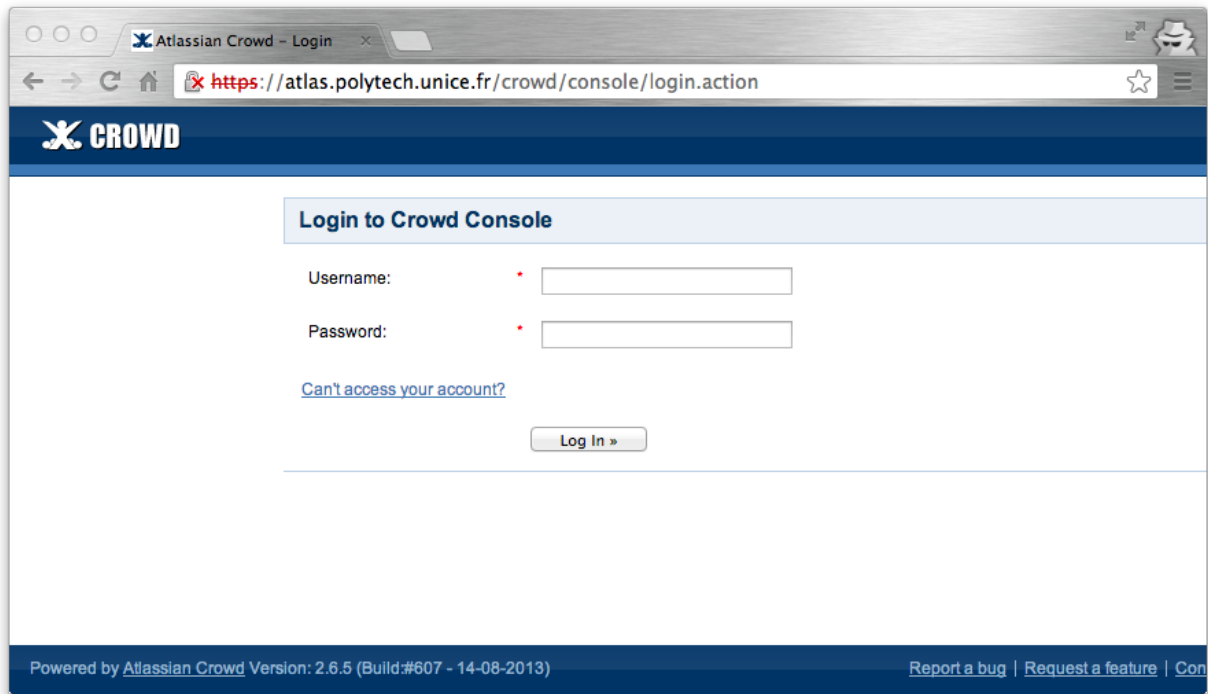 Atlassian Crowd – Login
https://atlas.polytech.unice.fr/crowd/console/login.action
CROWD
Login to Crowd Console
Username: *
Password: *
Can't access your account?
Log In »
Powered by Atlassian Crowd Version: 2.6.5 (Build:#607 - 14-08-2013) Report a bug | Request a feature | Con